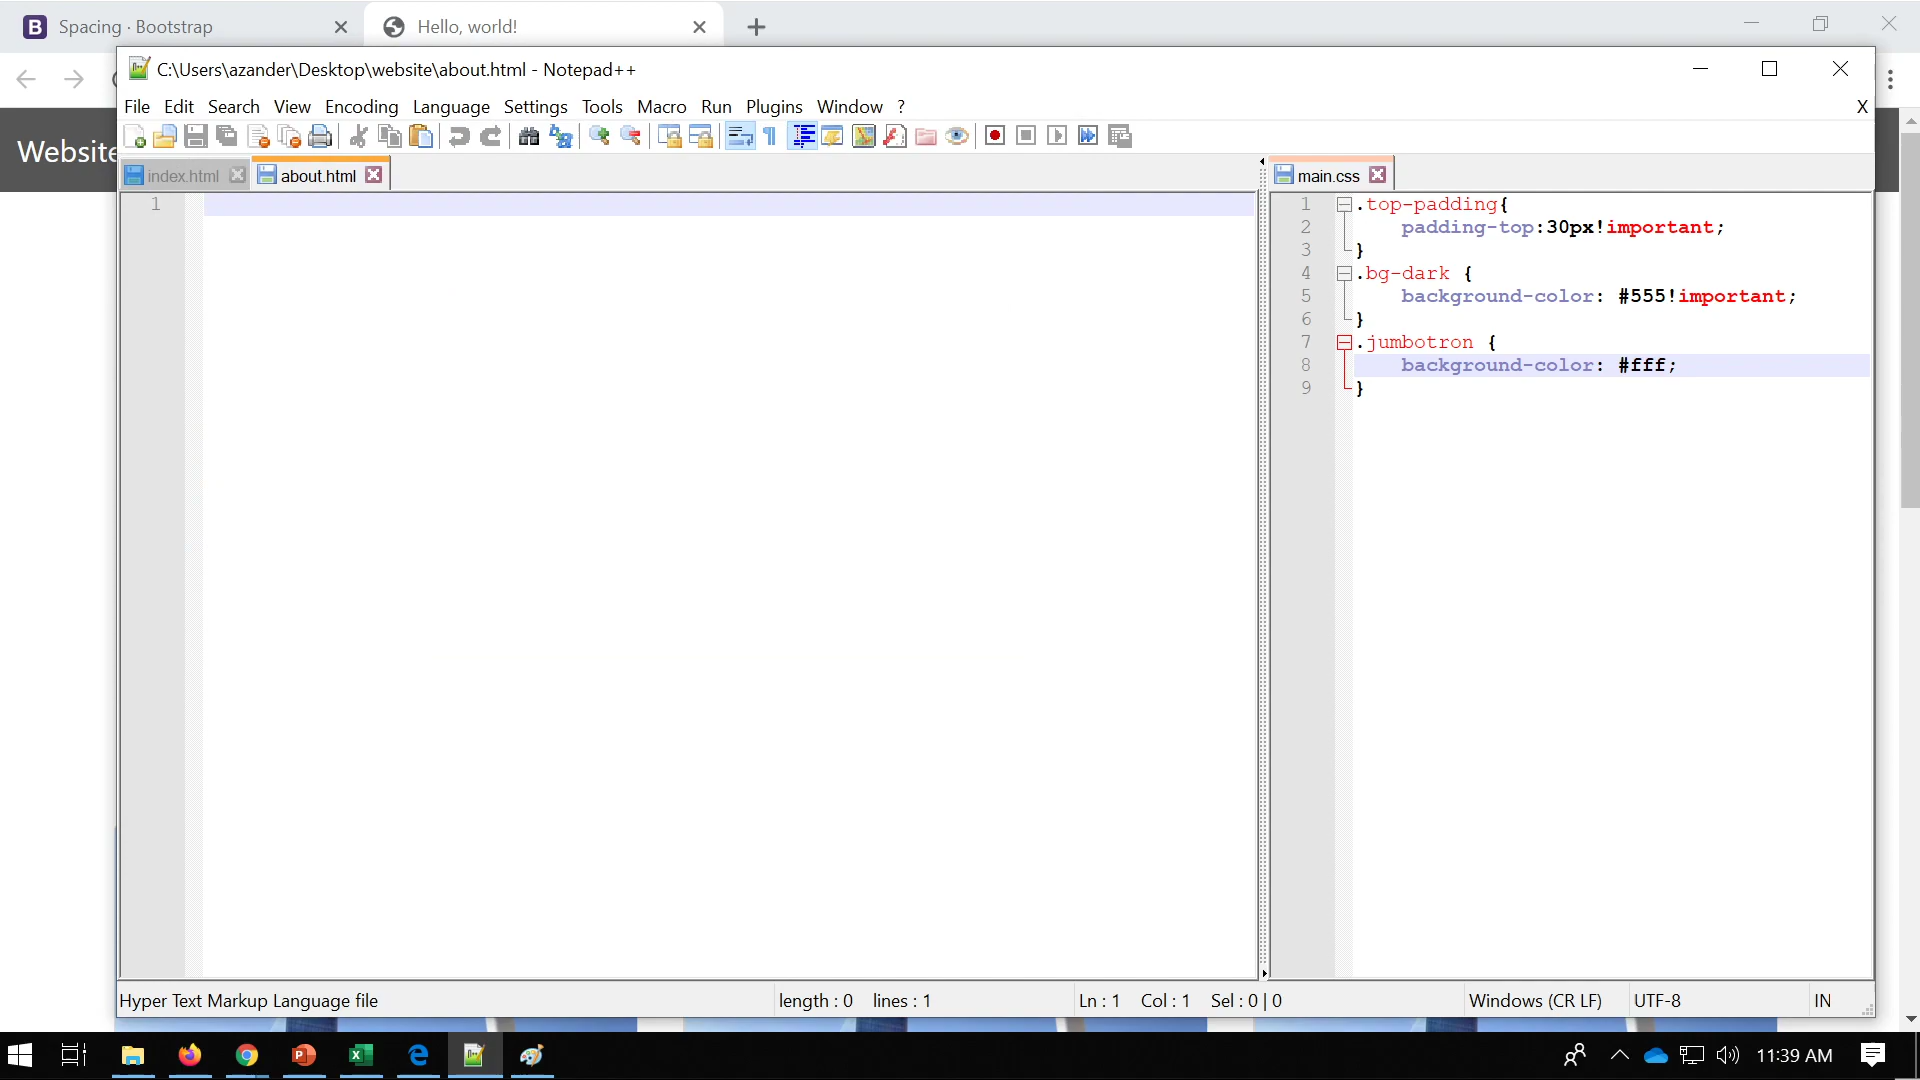 Spacing · Bootstrap
Hello, world!
C:\Users\azander\Desktop\website\about.html - Notepad++
File Edit Search View Encoding Language Settings Tools Macro Run Plugins Window ?
X
Website
index.html
about.html
main.css
1
1 .top-padding{
2 padding-top:30px!important;
3 }
4 .bg-dark {
5 background-color: #555!important;
6 }
7 .jumbotron {
8 background-color: #fff;
9 }
Hyper Text Markup Language file
length : 0 lines : 1
Ln : 1 Col : 1 Sel : 0 | 0
Windows (CR LF)
UTF-8
IN
11:39 AM